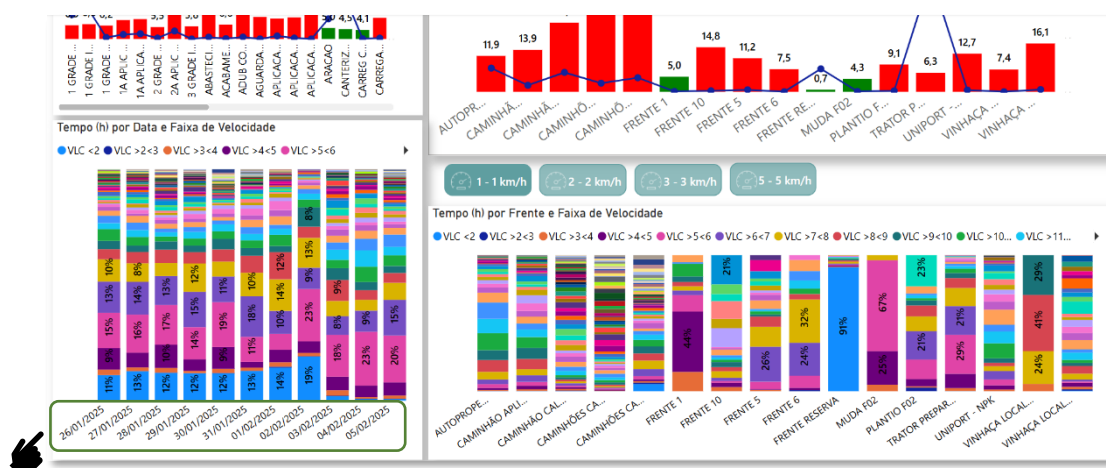 5,0 4,5 4,1
1 GRADE ...
1 GRADE I...
1 GRADE ...
1A APLIC ...
1A APLICA...
2 GRADE ...
2A APLIC ...
3 GRADE I...
ABASTECI...
ACABAME...
ADUB CO...
AGUARDA...
APLICACA...
APLICACA...
APLICACA...
ARACAO
CANTERIZ...
CARREG C...
CARREGA...
11,9 13,9 5,0 14,8 11,2 7,5 0,7 4,3 9,1 6,3 12,7 7,4 16,1
AUTOPR...
CAMINHÃ...
CAMINHÃ...
CAMINHÕ...
CAMINHÕ...
FRENTE 1
FRENTE 10
FRENTE 5
FRENTE 6
FRENTE RE...
MUDA F02
PLANTIO F...
TRATOR P...
UNIPORT -...
VINHAÇA ...
VINHAÇA ...
Tempo (h) por Data e Faixa de Velocidade
VLC <2 VLC >2<3 VLC >3<4 VLC >4<5 VLC >5<6
9% 15% 13% 10%
11% 16% 14% 8%
13% 10% 17% 13%
12% 14% 15% 12%
12% 9% 19% 11%
12% 11% 18% 10%
13% 10% 14% 12%
14% 23% 9% 13% 8%
19% 18% 8% 9%
23% 9%
20% 15%
26/01/2025
27/01/2025
28/01/2025
29/01/2025
30/01/2025
31/01/2025
01/02/2025
02/02/2025
03/02/2025
04/02/2025
05/02/2025
1 - 1 km/h 2 - 2 km/h 3 - 3 km/h 5 - 5 km/h
Tempo (h) por Frente e Faixa de Velocidade
VLC <2 VLC >2<3 VLC >3<4 VLC >4<5 VLC >5<6 VLC >6<7 VLC >7<8 VLC >8<9 VLC >9<10 VLC >10... VLC >11...
44%
21%
26%
24% 32%
91%
25% 67%
21% 23%
29% 21%
24% 41% 29%
AUTOPROPE...
CAMINHÃO APLI...
CAMINHÃO CAL...
CAMINHÕES CA...
CAMINHÕES CA...
FRENTE 1
FRENTE 10
FRENTE 5
FRENTE 6
FRENTE RESERVA
MUDA F02
PLANTIO F02
TRATOR PREPAR...
UNIPORT - NPK
VINHAÇA LOCAL...
VINHAÇA LOCAL...